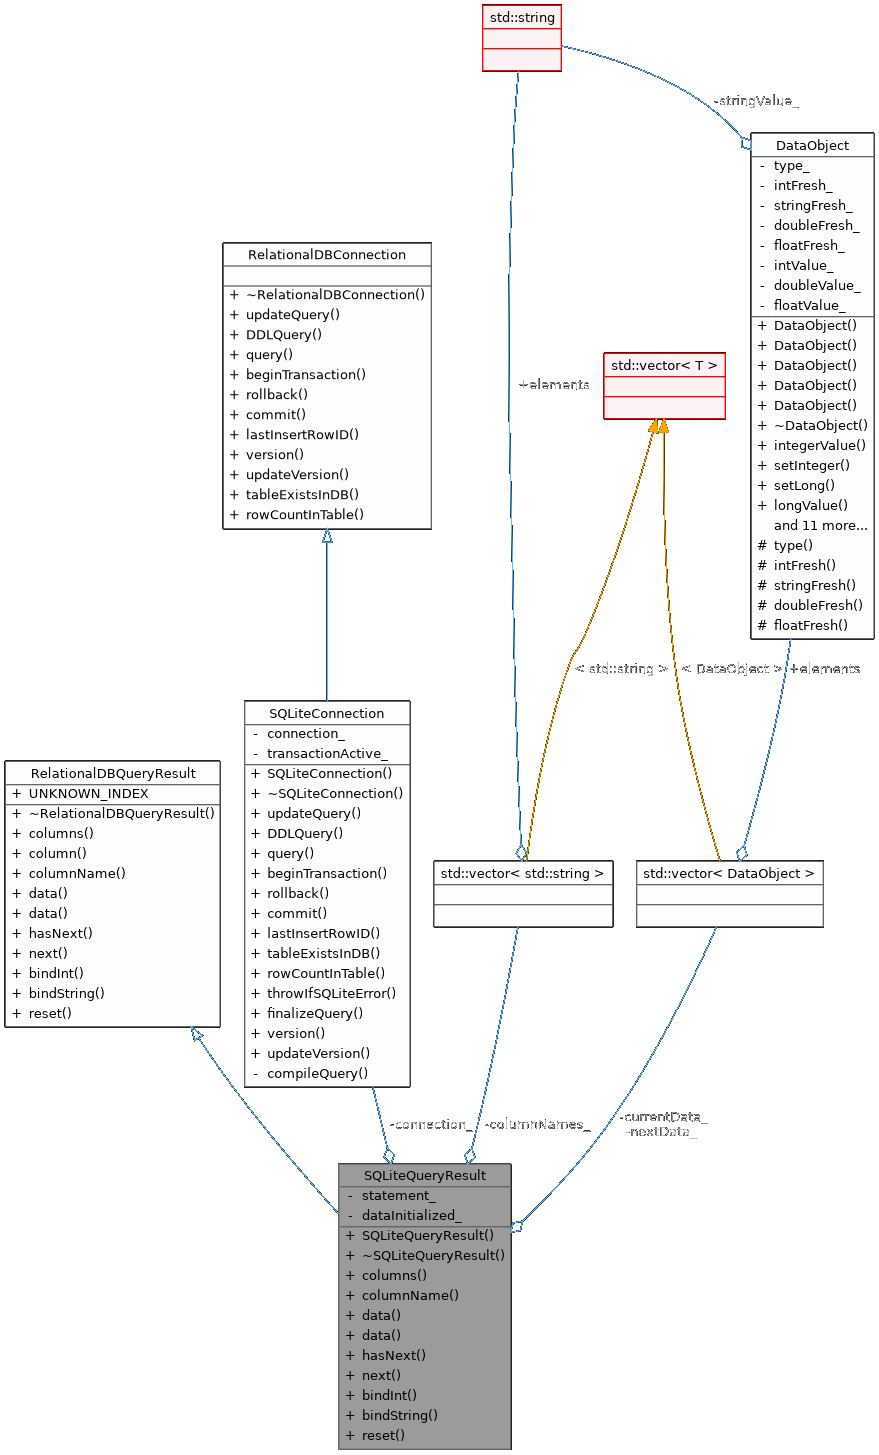 std::string
-stringValue_
DataObject
- type_
- intFresh_
- stringFresh_
- doubleFresh_
- floatFresh_
- intValue_
- doubleValue_
- floatValue_
+ DataObject()
+ DataObject()
+ DataObject()
+ DataObject()
+ DataObject()
+ ~DataObject()
+ integerValue()
+ setInteger()
+ setLong()
+ longValue()
and 11 more...
# type()
# intFresh()
# stringFresh()
# doubleFresh()
# floatFresh()
RelationalDBConnection
+ ~RelationalDBConnection()
+ updateQuery()
+ DDLQuery()
+ query()
+ beginTransaction()
+ rollback()
+ commit()
+ lastInsertRowID()
+ version()
+ updateVersion()
+ tableExistsInDB()
+ rowCountInTable()
std::vector< T >
+elements
< std::string >
< DataObject >
+elements
SQLiteConnection
- connection_
- transactionActive_
+ SQLiteConnection()
+ ~SQLiteConnection()
+ updateQuery()
+ DDLQuery()
+ query()
+ beginTransaction()
+ rollback()
+ commit()
+ lastInsertRowID()
+ tableExistsInDB()
+ rowCountInTable()
+ throwIfSQLiteError()
+ finalizeQuery()
+ version()
+ updateVersion()
- compileQuery()
RelationalDBQueryResult
+ UNKNOWN_INDEX
+ ~RelationalDBQueryResult()
+ columns()
+ column()
+ columnName()
+ data()
+ data()
+ hasNext()
+ next()
+ bindInt()
+ bindString()
+ reset()
std::vector< std::string >
std::vector< DataObject >
-connection_
-columnNames_
-currentData_
-nextData_
SQLiteQueryResult
- statement_
- dataInitialized_
+ SQLiteQueryResult()
+ ~SQLiteQueryResult()
+ columns()
+ columnName()
+ data()
+ data()
+ hasNext()
+ next()
+ bindInt()
+ bindString()
+ reset()